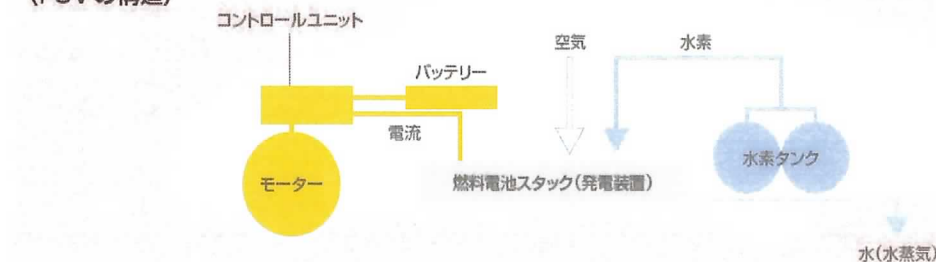 コントロールユニット
空気
水素
バッテリー
電流
水素タンク
モーター
燃料電池スタック(発電装置)
水(水蒸気)